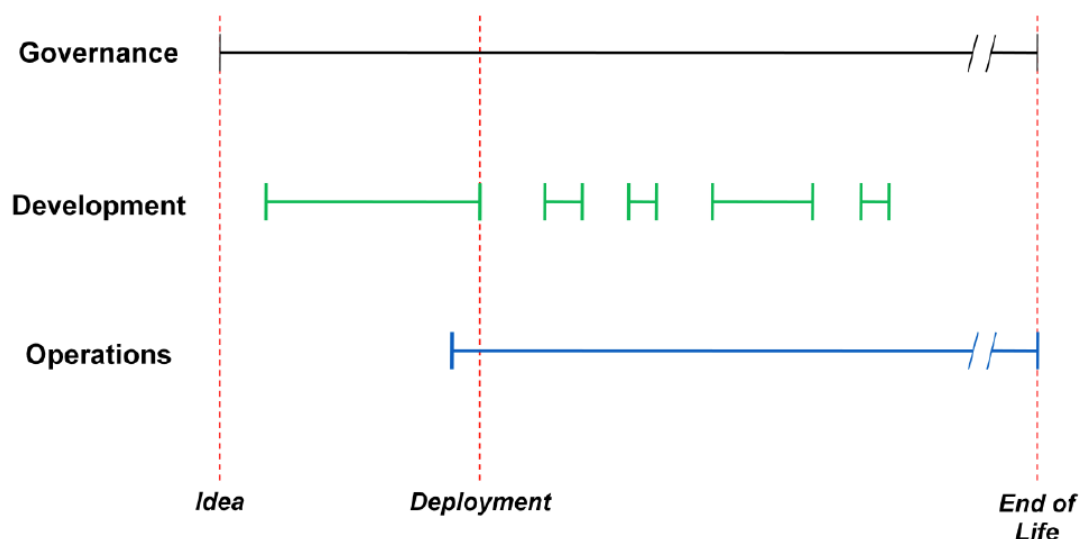 Governance
Development
Operations
Idea
Deployment
End of
Life